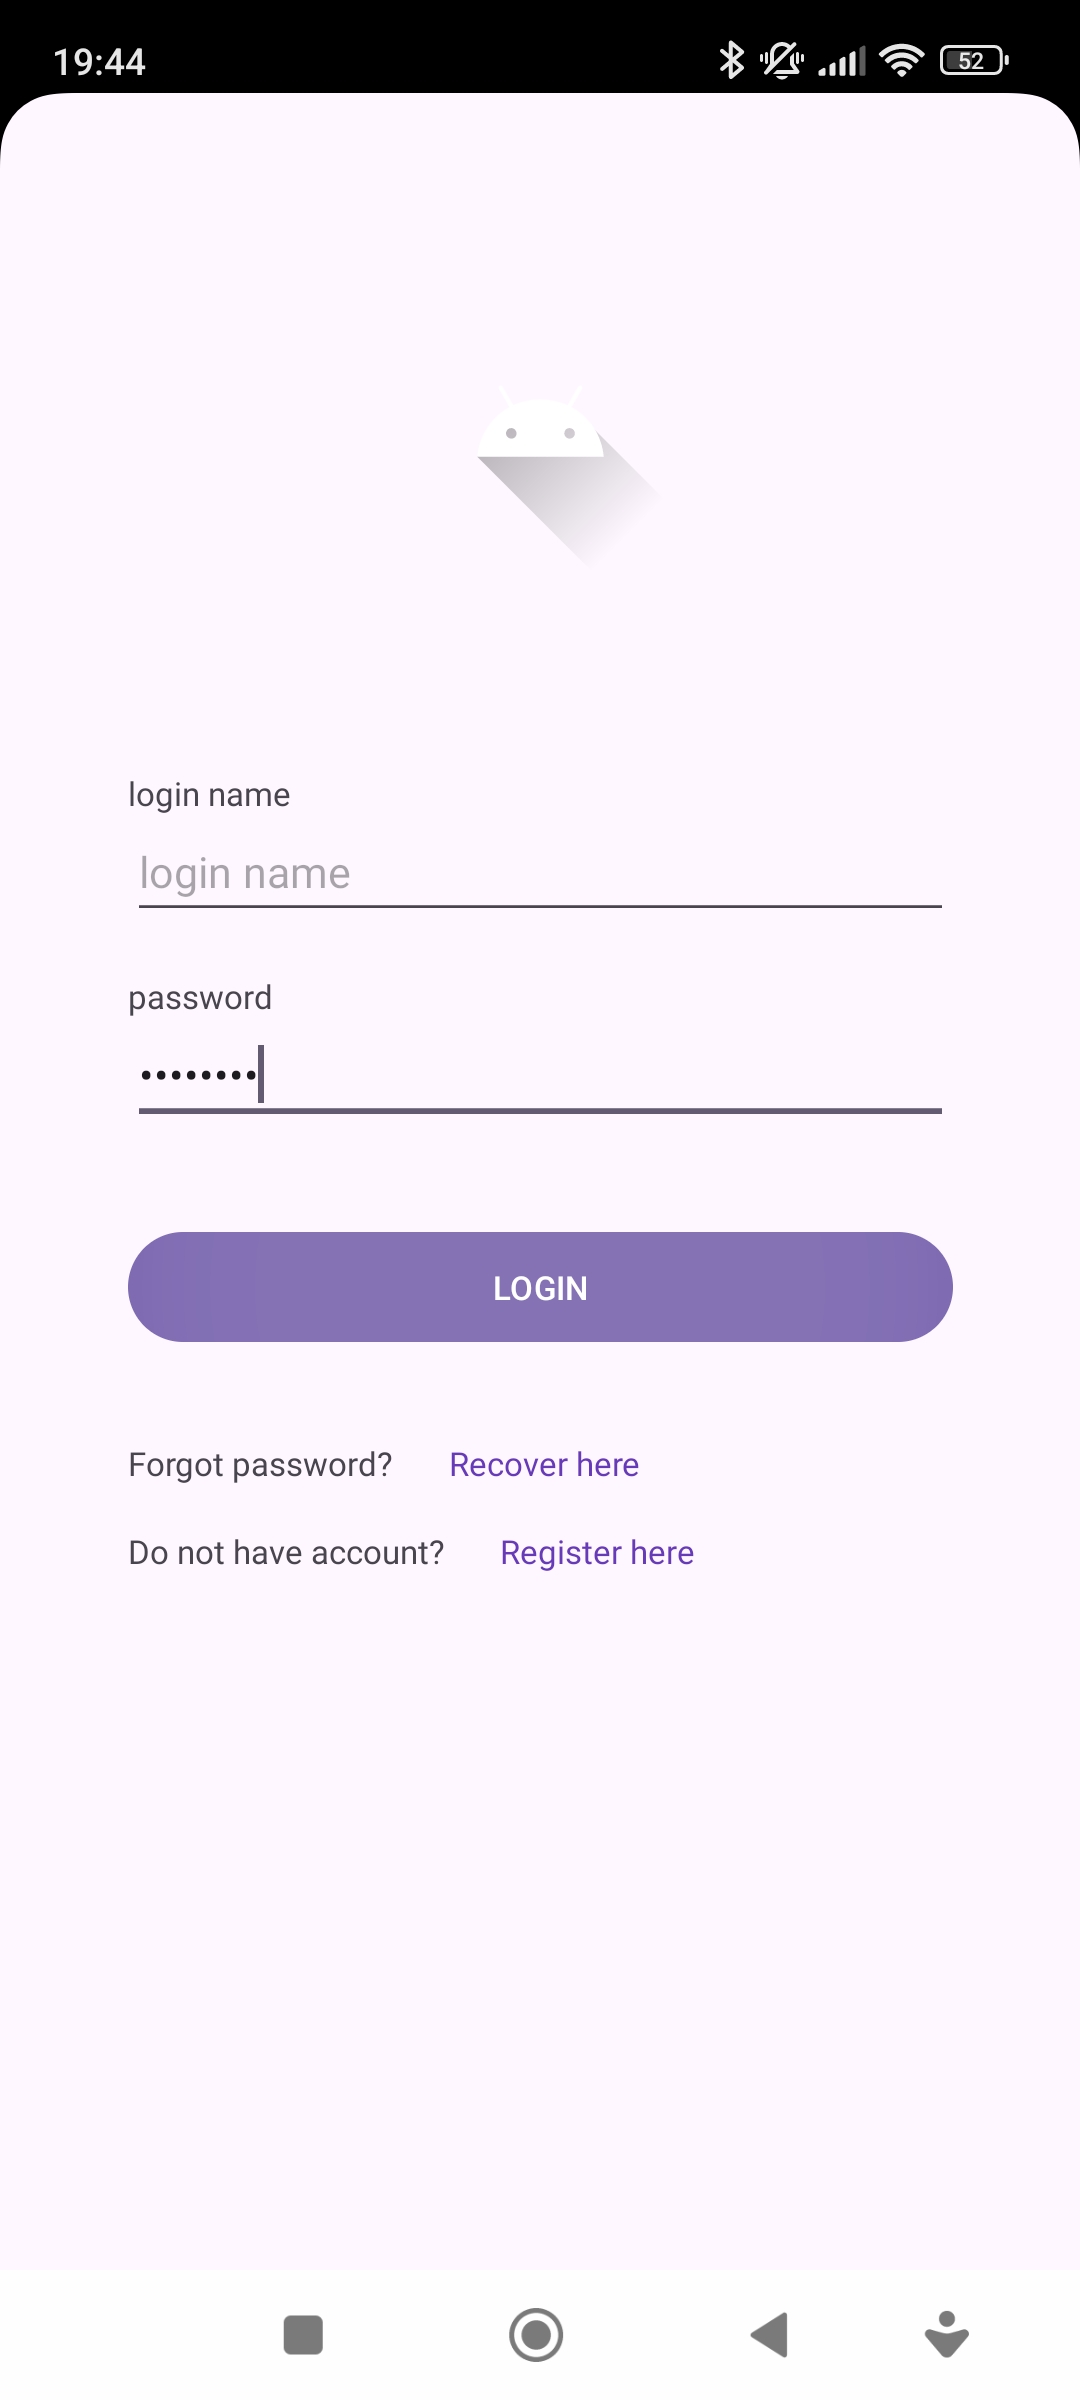 19:44
52
login name
login name
password
••••••••
LOGIN
Forgot password? Recover here
Do not have account? Register here